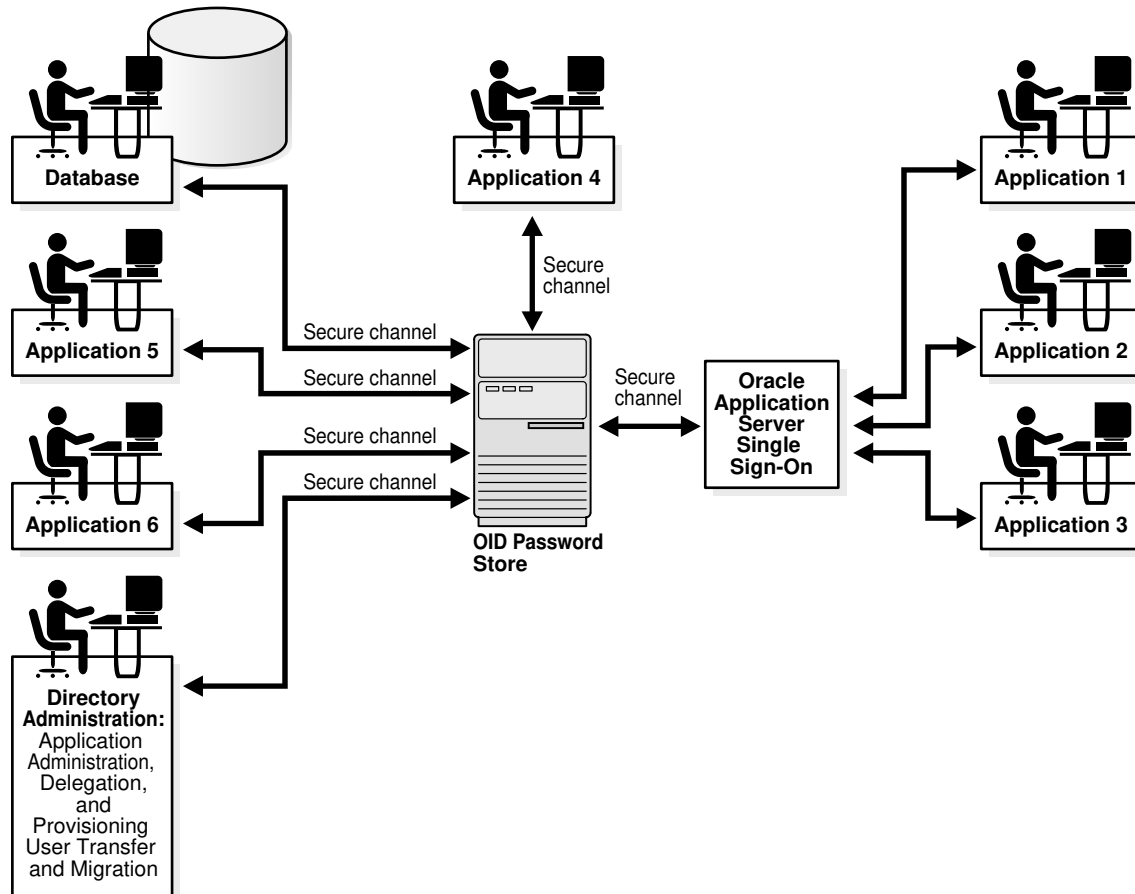 Database
Application 4
Application 1
Secure
channel
Application 5
Secure channel
Application 2
Secure channel
Secure
channel
Oracle
Application
Server
Single
Sign-On
Secure channel
Application 6
Secure channel
Application 3
OID Password
Store
Directory
Administration:
Application
Administration,
Delegation,
and
Provisioning
User Transfer
and Migration